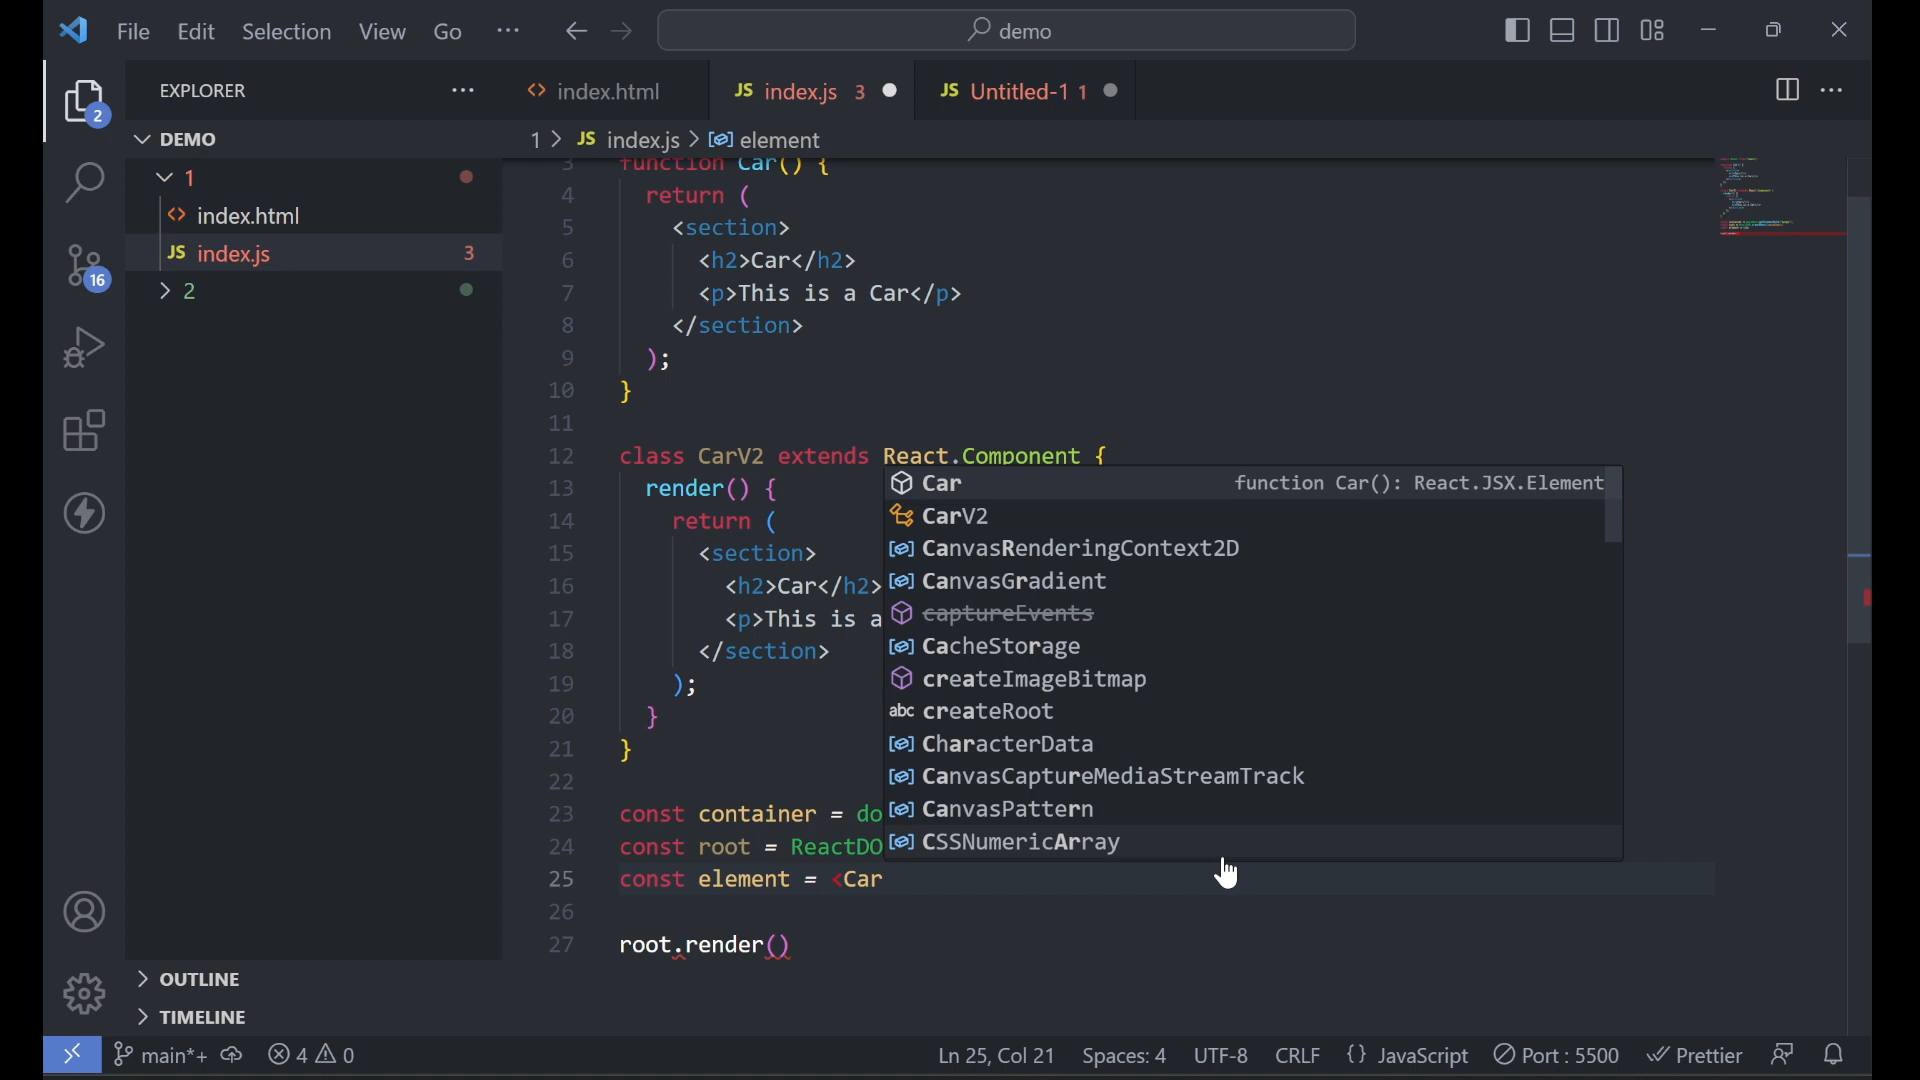 File Edit Selection View Go ··· demo
EXPLORER ···
index.html
JS index.js 3
JS Untitled-1 1
2
DEMO
1 > JS index.js > element
1
index.html
JS index.js 3
2
16
3 function Car() {
4 return (
5 <section>
6 <h2>Car</h2>
7 <p>This is a Car</p>
8 </section>
9 );
10 }
11
12 class CarV2 extends React.Component {
13 render() {
14 return (
15 <section>
16 <h2>Car</h2>
17 <p>This is a
18 </section>
19 );
20 }
21 }
22
23 const container = do
24 const root = ReactDO
25 const element = <Car
26
27 root.render()
Car function Car(): React.JSX.Element
CarV2
CanvasRenderingContext2D
CanvasGradient
captureEvents
CacheStorage
createImageBitmap
abc createRoot
CharacterData
CanvasCaptureMediaStreamTrack
CanvasPattern
CSSNumericArray
OUTLINE
TIMELINE
main*+ 4 0 Ln 25, Col 21 Spaces: 4 UTF-8 CRLF {} JavaScript Port : 5500 Prettier